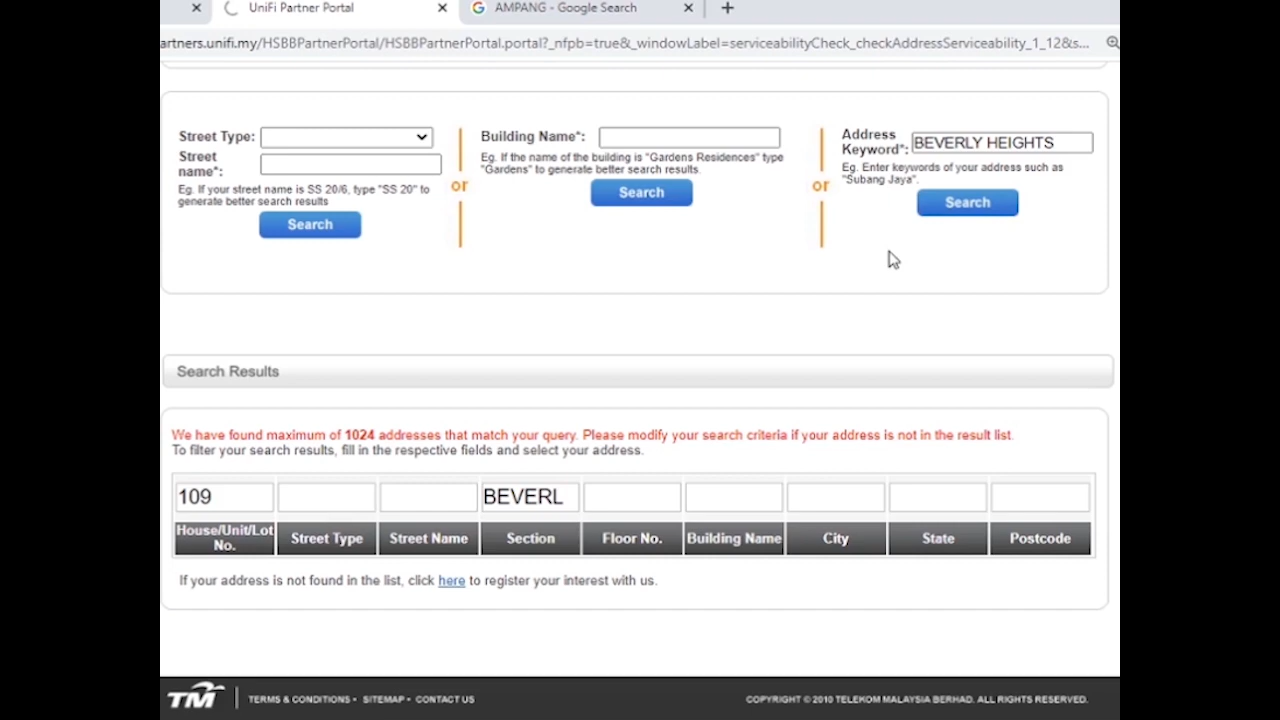 UniFi Partner Portal
AMPANG - Google Search
artners.unifi.my/HSBBPartnerPortal/HSBBPartnerPortal.portal?_nfpb=true&_windowLabel=serviceabilityCheck_checkAddressServiceability_1_12&s...
Street Type:
Street name*:
Eg. If your street name is SS 20/6, type "SS 20" to
generate better search results
Search
or
Building Name*:
Eg. If the name of the building is "Gardens Residences" type
"Gardens" to generate better search results.
Search
or
Address
Keyword*: BEVERLY HEIGHTS
Eg. Enter keywords of your address such as
"Subang Jaya".
Search
Search Results
We have found maximum of 1024 addresses that match your query. Please modify your search criteria if your address is not in the result list.
To filter your search results, fill in the respective fields and select your address.
109 BEVERL
House/Unit/Lot No. Street Type Street Name Section Floor No. Building Name City State Postcode
If your address is not found in the list, click here to register your interest with us.
TM TERMS & CONDITIONS • SITEMAP • CONTACT US COPYRIGHT © 2010 TELEKOM MALAYSIA BERHAD. ALL RIGHTS RESERVED.